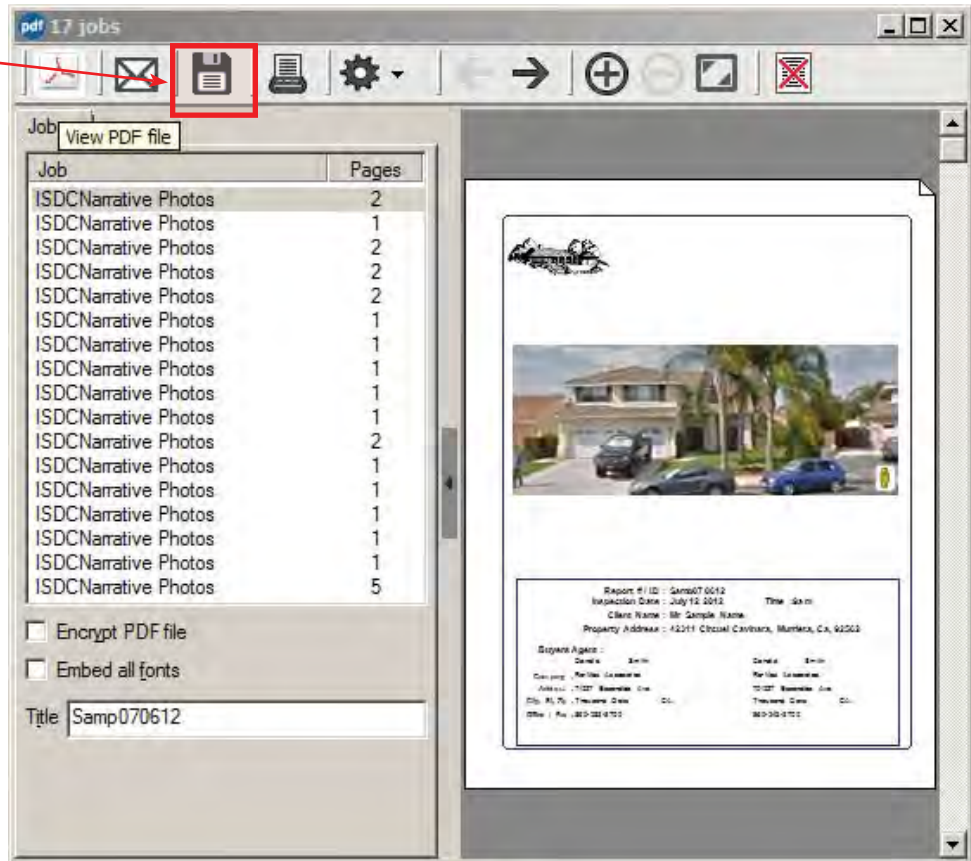 pdf 17 jobs
Job
View PDF file
Job Pages
ISDCNarrative Photos 2
ISDCNarrative Photos 1
ISDCNarrative Photos 2
ISDCNarrative Photos 2
ISDCNarrative Photos 2
ISDCNarrative Photos 1
ISDCNarrative Photos 1
ISDCNarrative Photos 1
ISDCNarrative Photos 1
ISDCNarrative Photos 1
ISDCNarrative Photos 2
ISDCNarrative Photos 1
ISDCNarrative Photos 1
ISDCNarrative Photos 1
ISDCNarrative Photos 1
ISDCNarrative Photos 1
ISDCNarrative Photos 5
Encrypt PDF file
Embed all fonts
Title Samp070612
Report # / ID :
Inspection Date : July 12 2012 Time
Client Name : Mr Sample Name
Property Address :
Buyers Agent :